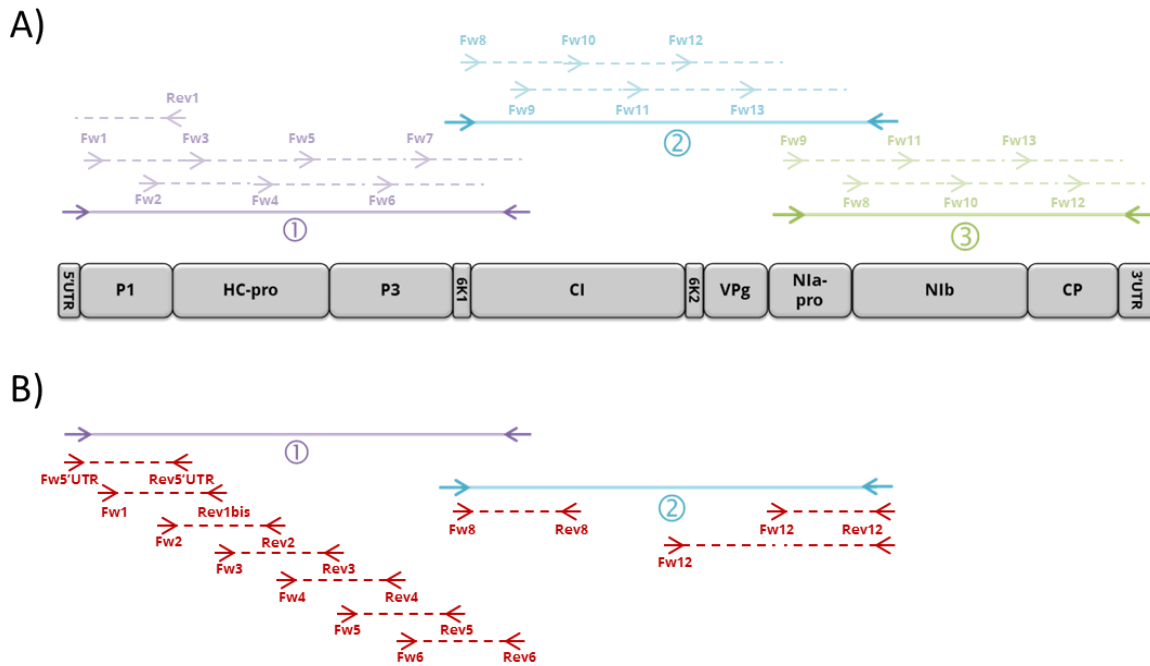 A)
Fw8 Fw10 Fw12
Rev1
Fw9 Fw11 Fw13
Fw1 Fw3 Fw5 Fw7
②
Fw9 Fw11 Fw13
Fw2 Fw4 Fw6
Fw8 Fw10 Fw12
①
③
5'UTR P1 HC-pro P3 6K1 CI 6K2 VPg NIa-pro NIb CP 3'UTR
B)
①
Fw5'UTR Rev5'UTR
②
Fw1 Rev1bis
Fw8 Rev8 Fw12 Rev12
Fw2 Rev2
Fw12
Fw3 Rev3
Fw4 Rev4
Fw5 Rev5
Fw6 Rev6